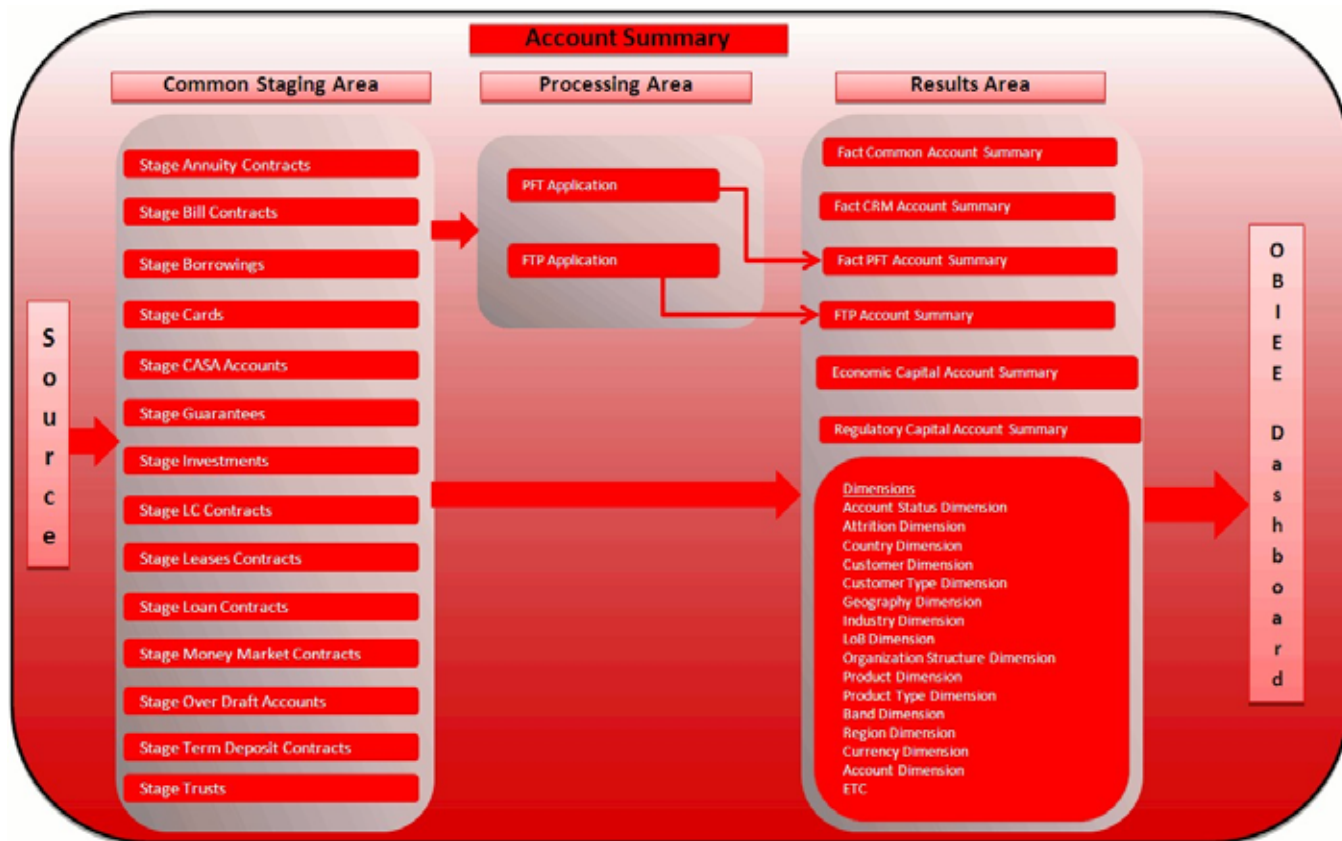 Account Summary
Common Staging Area
Processing Area
Results Area
Source
Stage Annuity Contracts
Stage Bill Contracts
Stage Borrowings
Stage Cards
Stage CASA Accounts
Stage Guarantees
Stage Investments
Stage LC Contracts
Stage Leases Contracts
Stage Loan Contracts
Stage Money Market Contracts
Stage Over Draft Accounts
Stage Term Deposit Contracts
Stage Trusts
PFT Application
FTP Application
Fact Common Account Summary
Fact CRM Account Summary
Fact PFT Account Summary
FTP Account Summary
Economic Capital Account Summary
Regulatory Capital Account Summary
Dimensions
Account Status Dimension
Attrition Dimension
Country Dimension
Customer Dimension
Customer Type Dimension
Geography Dimension
Industry Dimension
LoB Dimension
Organization Structure Dimension
Product Dimension
Product Type Dimension
Band Dimension
Region Dimension
Currency Dimension
Account Dimension
ETC
OBIEE Dashboard